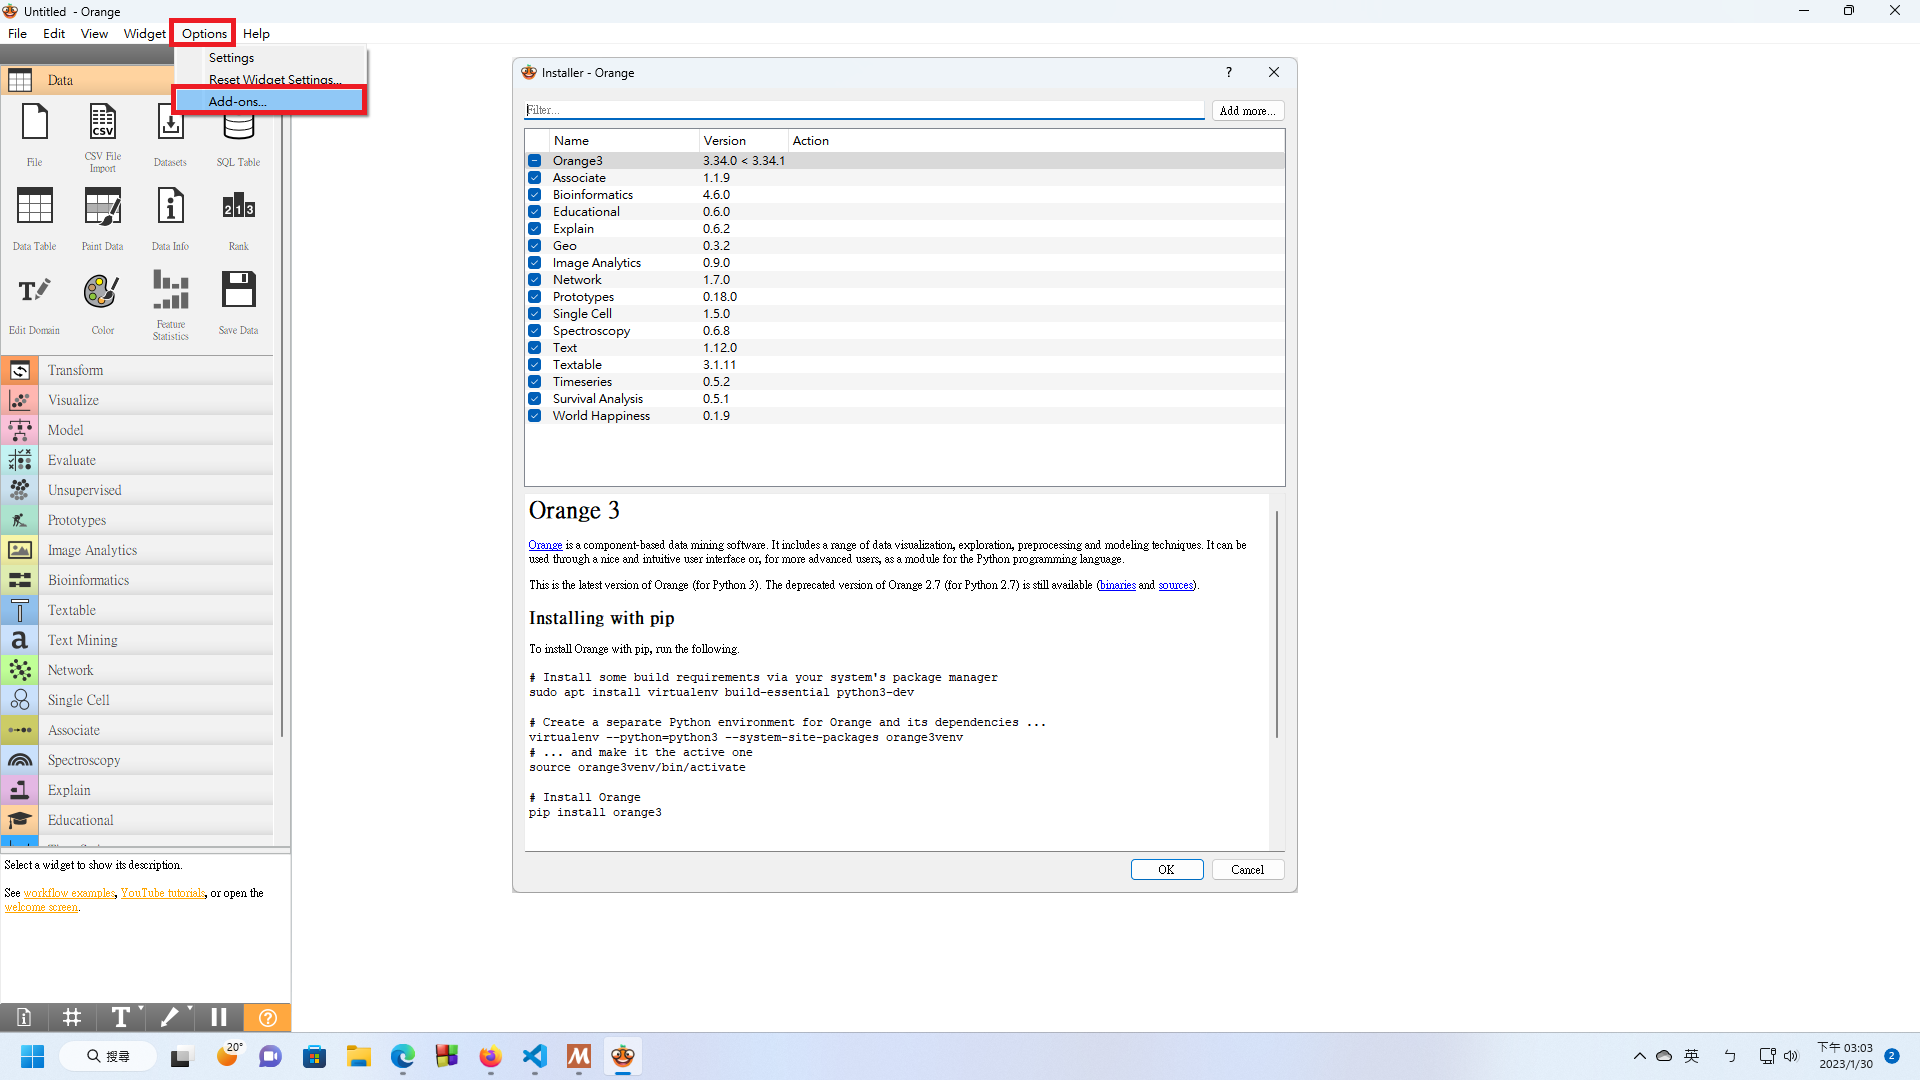 Untitled - Orange
File Edit View Widget Options Help
Settings
Reset Widget Settings...
Add-ons...
Data
File
CSV File Import
Datasets
SQL Table
Data Table
Paint Data
Data Info
Rank
Edit Domain
Color
Feature Statistics
Save Data
Transform
Visualize
Model
Evaluate
Unsupervised
Prototypes
Image Analytics
Bioinformatics
Textable
Text Mining
Network
Single Cell
Associate
Spectroscopy
Explain
Educational
Select a widget to show its description.
See workflow examples, YouTube tutorials, or open the
welcome screen.
Installer - Orange
Filter...
Add more...
Name Version Action
Orange3 3.34.0 < 3.34.1
Associate 1.1.9
Bioinformatics 4.6.0
Educational 0.6.0
Explain 0.6.2
Geo 0.3.2
Image Analytics 0.9.0
Network 1.7.0
Prototypes 0.18.0
Single Cell 1.5.0
Spectroscopy 0.6.8
Text 1.12.0
Textable 3.1.11
Timeseries 0.5.2
Survival Analysis 0.5.1
World Happiness 0.1.9
Orange 3
Orange is a component-based data mining software. It includes a range of data visualization, exploration, preprocessing and modeling techniques. It can be
used through a nice and intuitive user interface or, for more advanced users, as a module for the Python programming language.
This is the latest version of Orange (for Python 3). The deprecated version of Orange 2.7 (for Python 2.7) is still available (binaries and sources).
Installing with pip
To install Orange with pip, run the following.
# Install some build requirements via your system's package manager
sudo apt install virtualenv build-essential python3-dev
# Create a separate Python environment for Orange and its dependencies ...
virtualenv --python=python3 --system-site-packages orange3venv
# ... and make it the active one
source orange3venv/bin/activate
# Install Orange
pip install orange3
OK Cancel
搜尋
20°
英
ㄅ
下午 03:03
2023/1/30
2